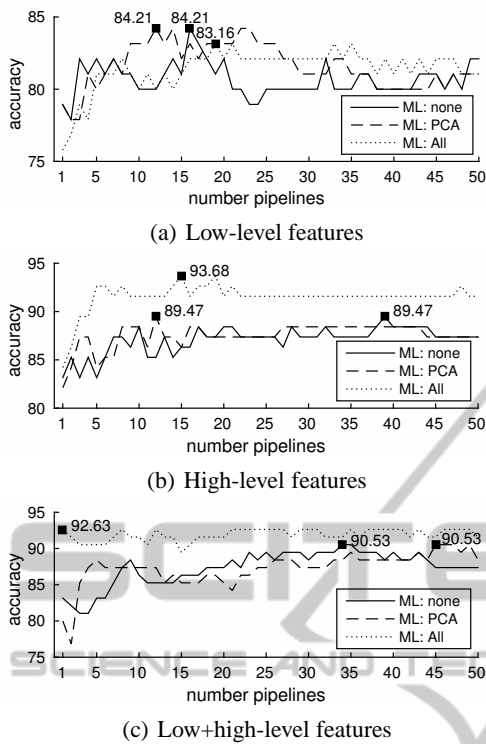 84.21
84.21
83.16
85
80
75
accuracy
ML: none
ML: PCA
ML: All
1 5 10 15 20 25 30 35 40 45 50
number pipelines
(a) Low-level features
95
90
85
80
accuracy
93.68
89.47
89.47
ML: none
ML: PCA
ML: All
1 5 10 15 20 25 30 35 40 45 50
number pipelines
(b) High-level features
95
90
85
80
75
accuracy
92.63
90.53
90.53
ML: none
ML: PCA
ML: All
1 5 10 15 20 25 30 35 40 45 50
number pipelines
(c) Low+high-level features
SCITE
SCIENCE AND TE